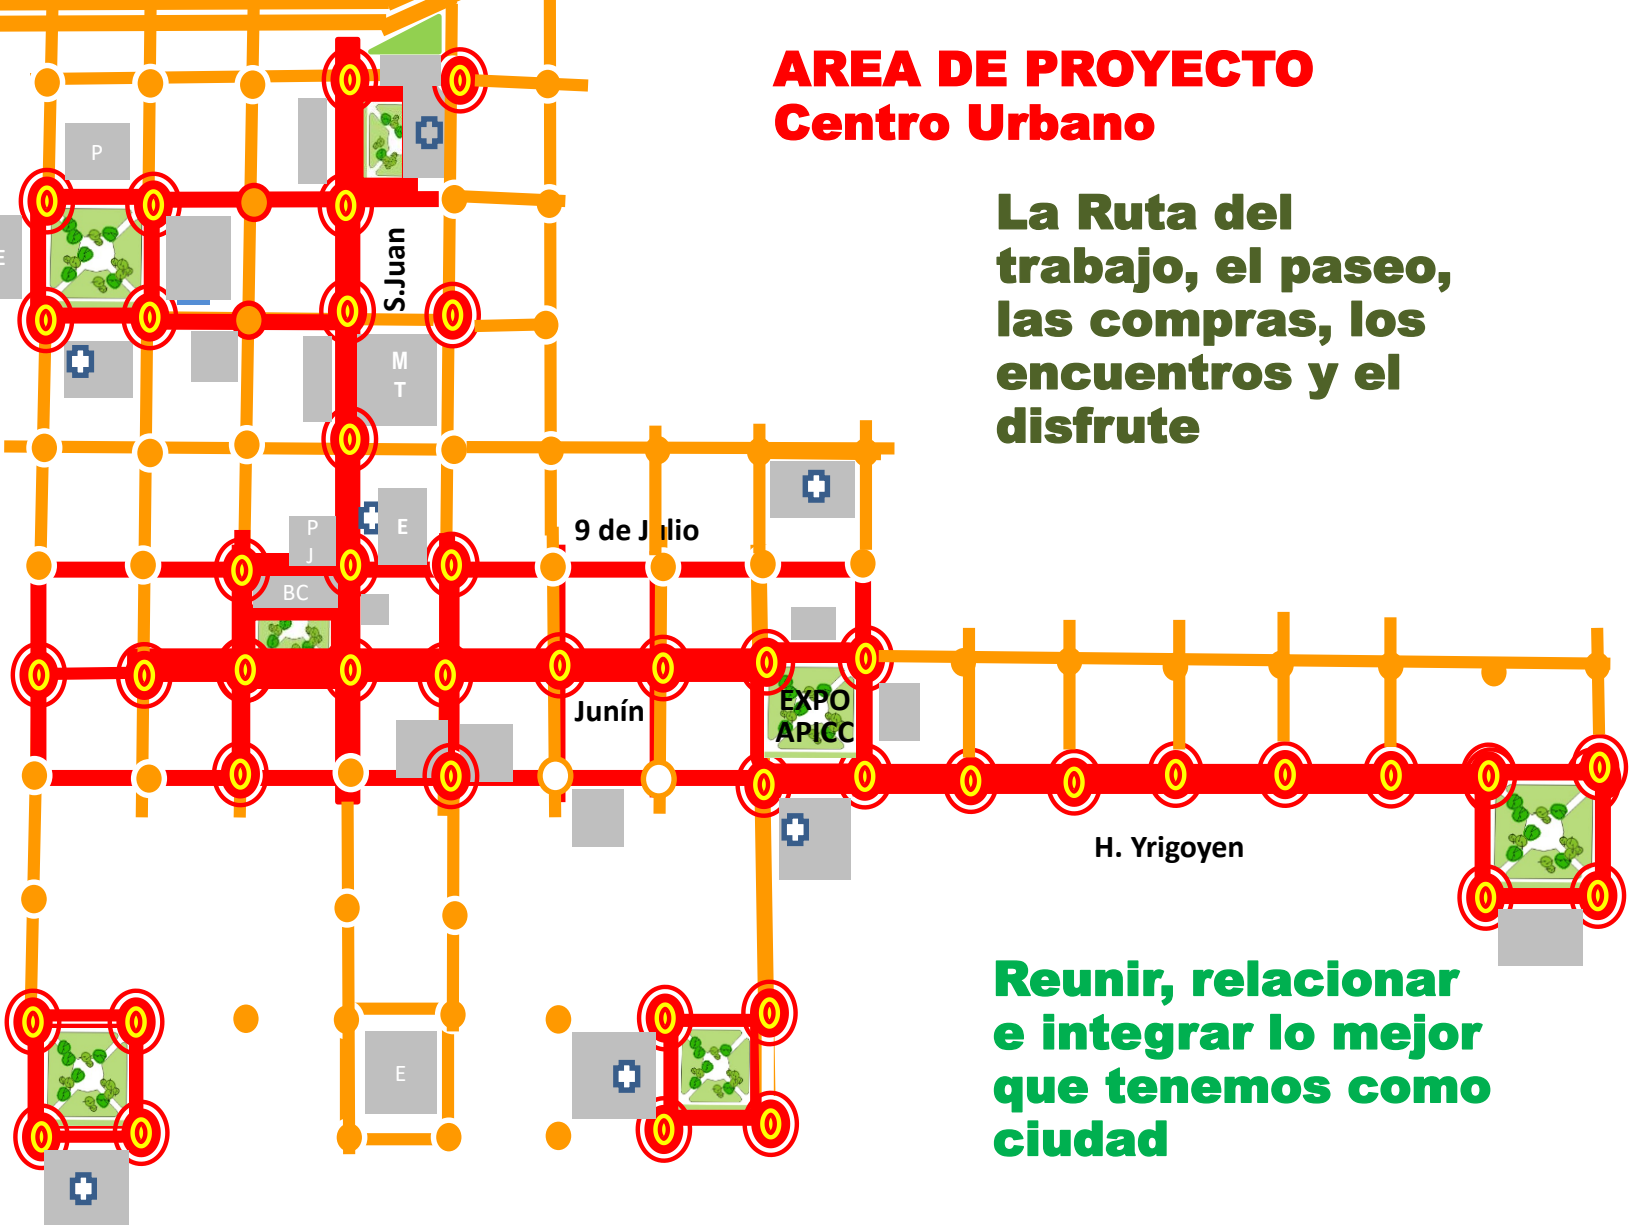 AREA DE PROYECTO
Centro Urbano
La Ruta del
trabajo, el paseo,
las compras, los
encuentros y el
disfrute
P
E
S.Juan
M
T
E
P
J
9 de Julio
BC
EXPO
APICC
Junín
H. Yrigoyen
Reunir, relacionar
e integrar lo mejor
que tenemos como
ciudad
E